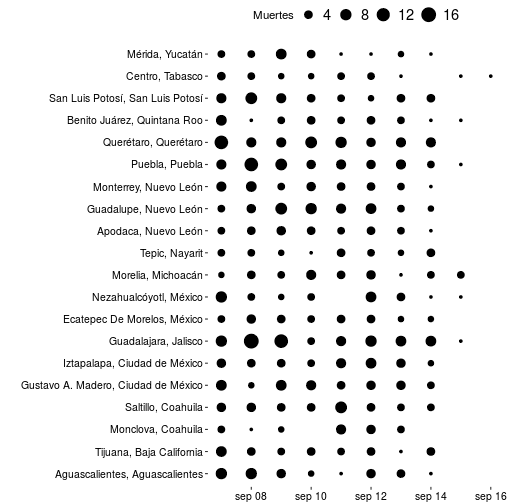 Muertes 4 8 12 16
Mérida, Yucatán
Centro, Tabasco
San Luis Potosí, San Luis Potosí
Benito Juárez, Quintana Roo
Querétaro, Querétaro
Puebla, Puebla
Monterrey, Nuevo León
Guadalupe, Nuevo León
Apodaca, Nuevo León
Tepic, Nayarit
Morelia, Michoacán
Nezahualcóyotl, México
Ecatepec De Morelos, México
Guadalajara, Jalisco
Iztapalapa, Ciudad de México
Gustavo A. Madero, Ciudad de México
Saltillo, Coahuila
Monclova, Coahuila
Tijuana, Baja California
Aguascalientes, Aguascalientes
sep 08 sep 10 sep 12 sep 14 sep 16